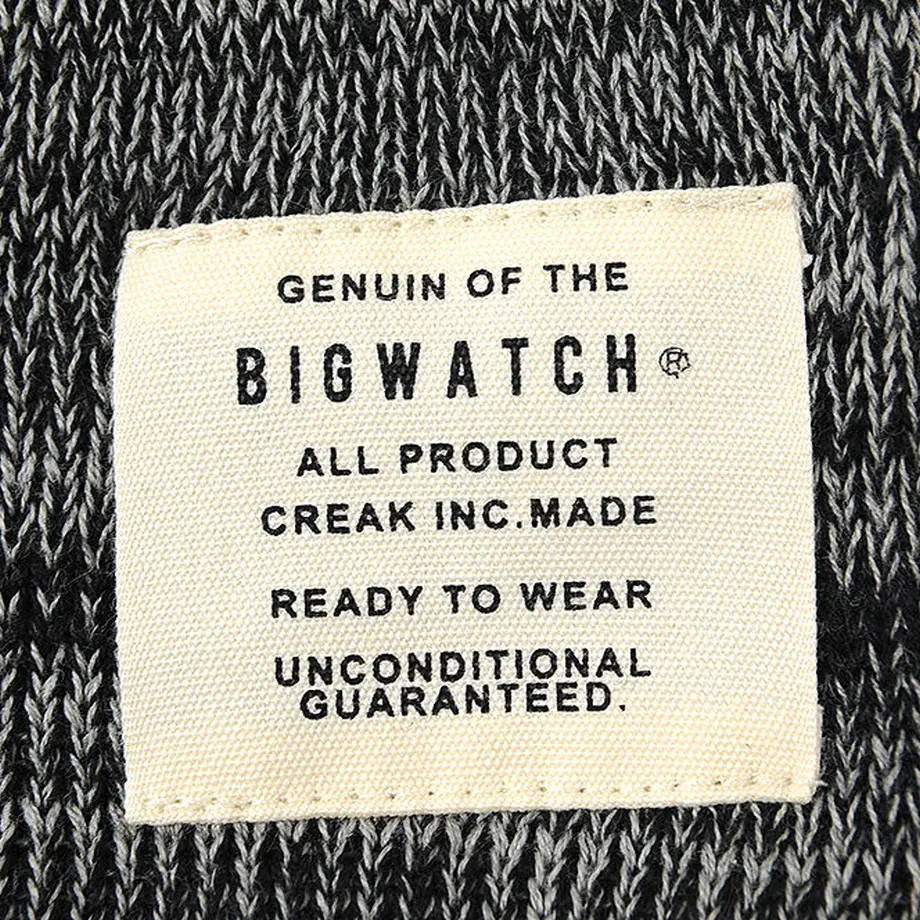 GENUIN OF THE
BIGWATCH®
ALL PRODUCT
CREAK INC.MADE
READY TO WEAR
UNCONDITIONAL
GUARANTEED.